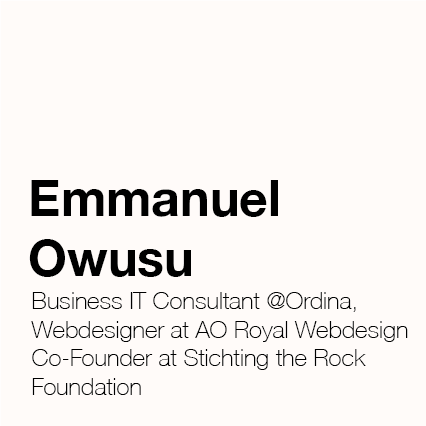 Emmanuel
Owusu
Business IT Consultant @Ordina,
Webdesigner at AO Royal Webdesign
Co-Founder at Stichting the Rock
Foundation